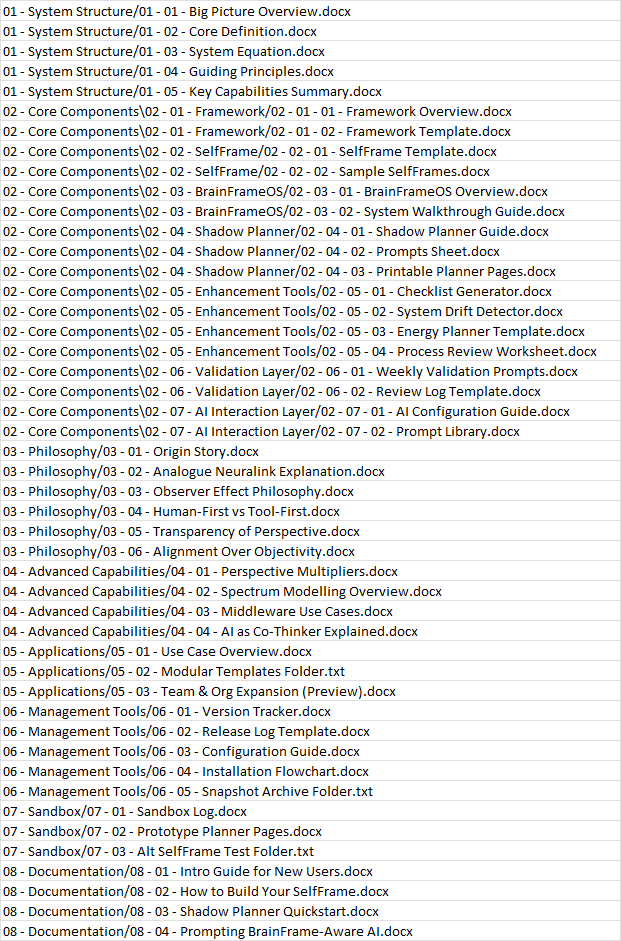 01 - System Structure/01 - 01 - Big Picture Overview.docx
01 - System Structure/01 - 02 - Core Definition.docx
01 - System Structure/01 - 03 - System Equation.docx
01 - System Structure/01 - 04 - Guiding Principles.docx
01 - System Structure/01 - 05 - Key Capabilities Summary.docx
02 - Core Components\02 - 01 - Framework/02 - 01 - 01 - Framework Overview.docx
02 - Core Components\02 - 01 - Framework/02 - 01 - 02 - Framework Template.docx
02 - Core Components\02 - 02 - SelfFrame/02 - 02 - 01 - SelfFrame Template.docx
02 - Core Components\02 - 02 - SelfFrame/02 - 02 - 02 - Sample SelfFrames.docx
02 - Core Components\02 - 03 - BrainFrameOS/02 - 03 - 01 - BrainFrameOS Overview.docx
02 - Core Components\02 - 03 - BrainFrameOS/02 - 03 - 02 - System Walkthrough Guide.docx
02 - Core Components\02 - 04 - Shadow Planner/02 - 04 - 01 - Shadow Planner Guide.docx
02 - Core Components\02 - 04 - Shadow Planner/02 - 04 - 02 - Prompts Sheet.docx
02 - Core Components\02 - 04 - Shadow Planner/02 - 04 - 03 - Printable Planner Pages.docx
02 - Core Components\02 - 05 - Enhancement Tools/02 - 05 - 01 - Checklist Generator.docx
02 - Core Components\02 - 05 - Enhancement Tools/02 - 05 - 02 - System Drift Detector.docx
02 - Core Components\02 - 05 - Enhancement Tools/02 - 05 - 03 - Energy Planner Template.docx
02 - Core Components\02 - 05 - Enhancement Tools/02 - 05 - 04 - Process Review Worksheet.docx
02 - Core Components\02 - 06 - Validation Layer/02 - 06 - 01 - Weekly Validation Prompts.docx
02 - Core Components\02 - 06 - Validation Layer/02 - 06 - 02 - Review Log Template.docx
02 - Core Components\02 - 07 - AI Interaction Layer/02 - 07 - 01 - AI Configuration Guide.docx
02 - Core Components\02 - 07 - AI Interaction Layer/02 - 07 - 02 - Prompt Library.docx
03 - Philosophy/03 - 01 - Origin Story.docx
03 - Philosophy/03 - 02 - Analogue Neuralink Explanation.docx
03 - Philosophy/03 - 03 - Observer Effect Philosophy.docx
03 - Philosophy/03 - 04 - Human-First vs Tool-First.docx
03 - Philosophy/03 - 05 - Transparency of Perspective.docx
03 - Philosophy/03 - 06 - Alignment Over Objectivity.docx
04 - Advanced Capabilities/04 - 01 - Perspective Multipliers.docx
04 - Advanced Capabilities/04 - 02 - Spectrum Modelling Overview.docx
04 - Advanced Capabilities/04 - 03 - Middleware Use Cases.docx
04 - Advanced Capabilities/04 - 04 - AI as Co-Thinker Explained.docx
05 - Applications/05 - 01 - Use Case Overview.docx
05 - Applications/05 - 02 - Modular Templates Folder.txt
05 - Applications/05 - 03 - Team & Org Expansion (Preview).docx
06 - Management Tools/06 - 01 - Version Tracker.docx
06 - Management Tools/06 - 02 - Release Log Template.docx
06 - Management Tools/06 - 03 - Configuration Guide.docx
06 - Management Tools/06 - 04 - Installation Flowchart.docx
06 - Management Tools/06 - 05 - Snapshot Archive Folder.txt
07 - Sandbox/07 - 01 - Sandbox Log.docx
07 - Sandbox/07 - 02 - Prototype Planner Pages.docx
07 - Sandbox/07 - 03 - Alt SelfFrame Test Folder.txt
08 - Documentation/08 - 01 - Intro Guide for New Users.docx
08 - Documentation/08 - 02 - How to Build Your SelfFrame.docx
08 - Documentation/08 - 03 - Shadow Planner Quickstart.docx
08 - Documentation/08 - 04 - Prompting BrainFrame-Aware AI.docx